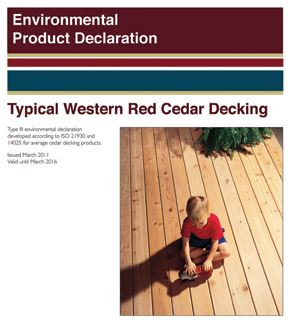 Environmental
Product Declaration
Typical Western Red Cedar Decking
Type III environmental declaration
developed according to ISO 21930 and
14025 for average cedar decking products.
Issued March 2011
Valid until March 2016